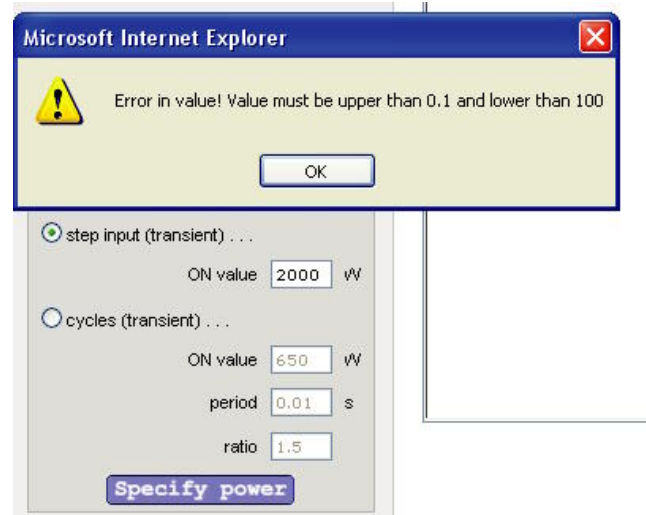 Microsoft Internet Explorer
Error in value! Value must be upper than 0.1 and lower than 100
OK
step input (transient) . . .
ON value 2000 W
cycles (transient) . . .
ON value 650 W
period 0.01 s
ratio 1.5
Specify power